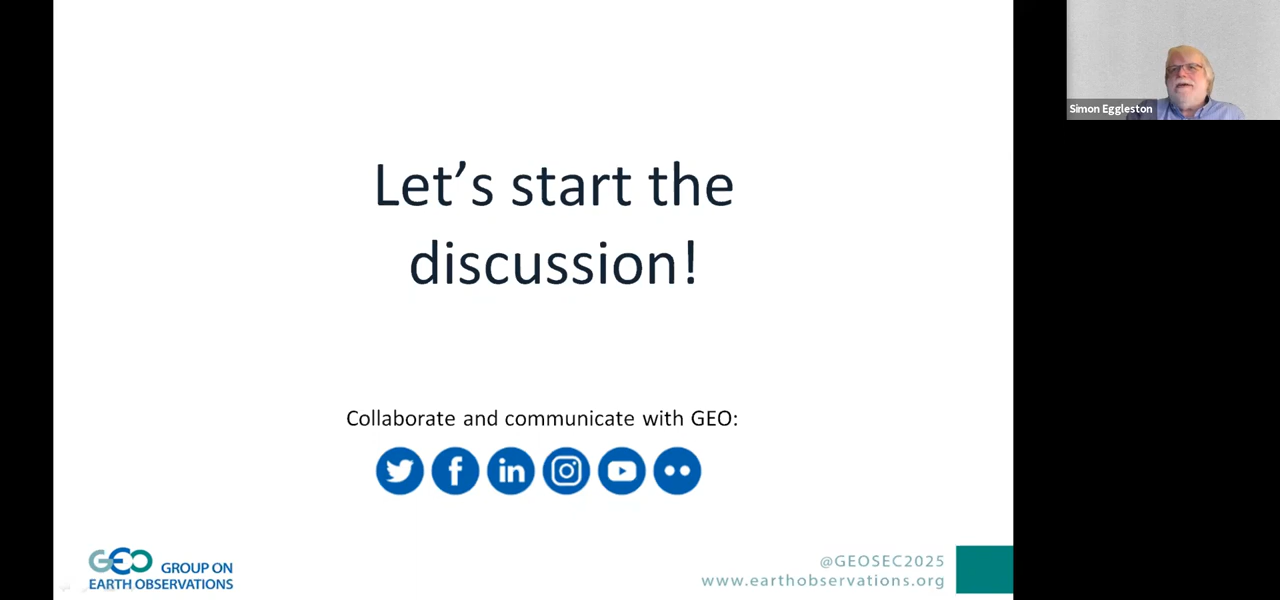 Simon Eggleston
Let's start the
discussion!
Collaborate and communicate with GEO:
GEO GROUP ON
EARTH OBSERVATIONS
@GEOSEC2025
www.earthobservations.org